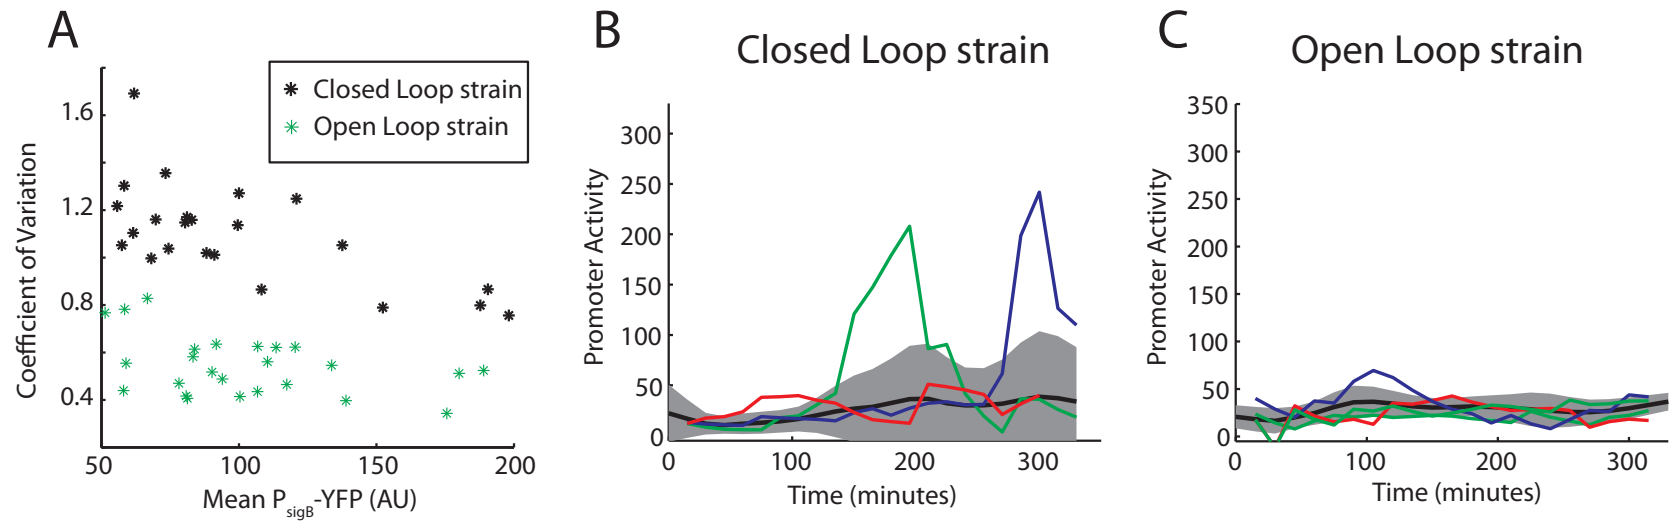 A
Coefficient of Variation
1.6
1.2
0.8
0.4
50
100
150
200
Mean PsigB-YFP (AU)
Closed Loop strain
Open Loop strain
B
Closed Loop strain
Promoter Activity
300
250
200
150
100
50
0
0
100
200
300
Time (minutes)
C
Open Loop strain
Promoter Activity
350
300
250
200
150
100
50
0
0
100
200
300
Time (minutes)